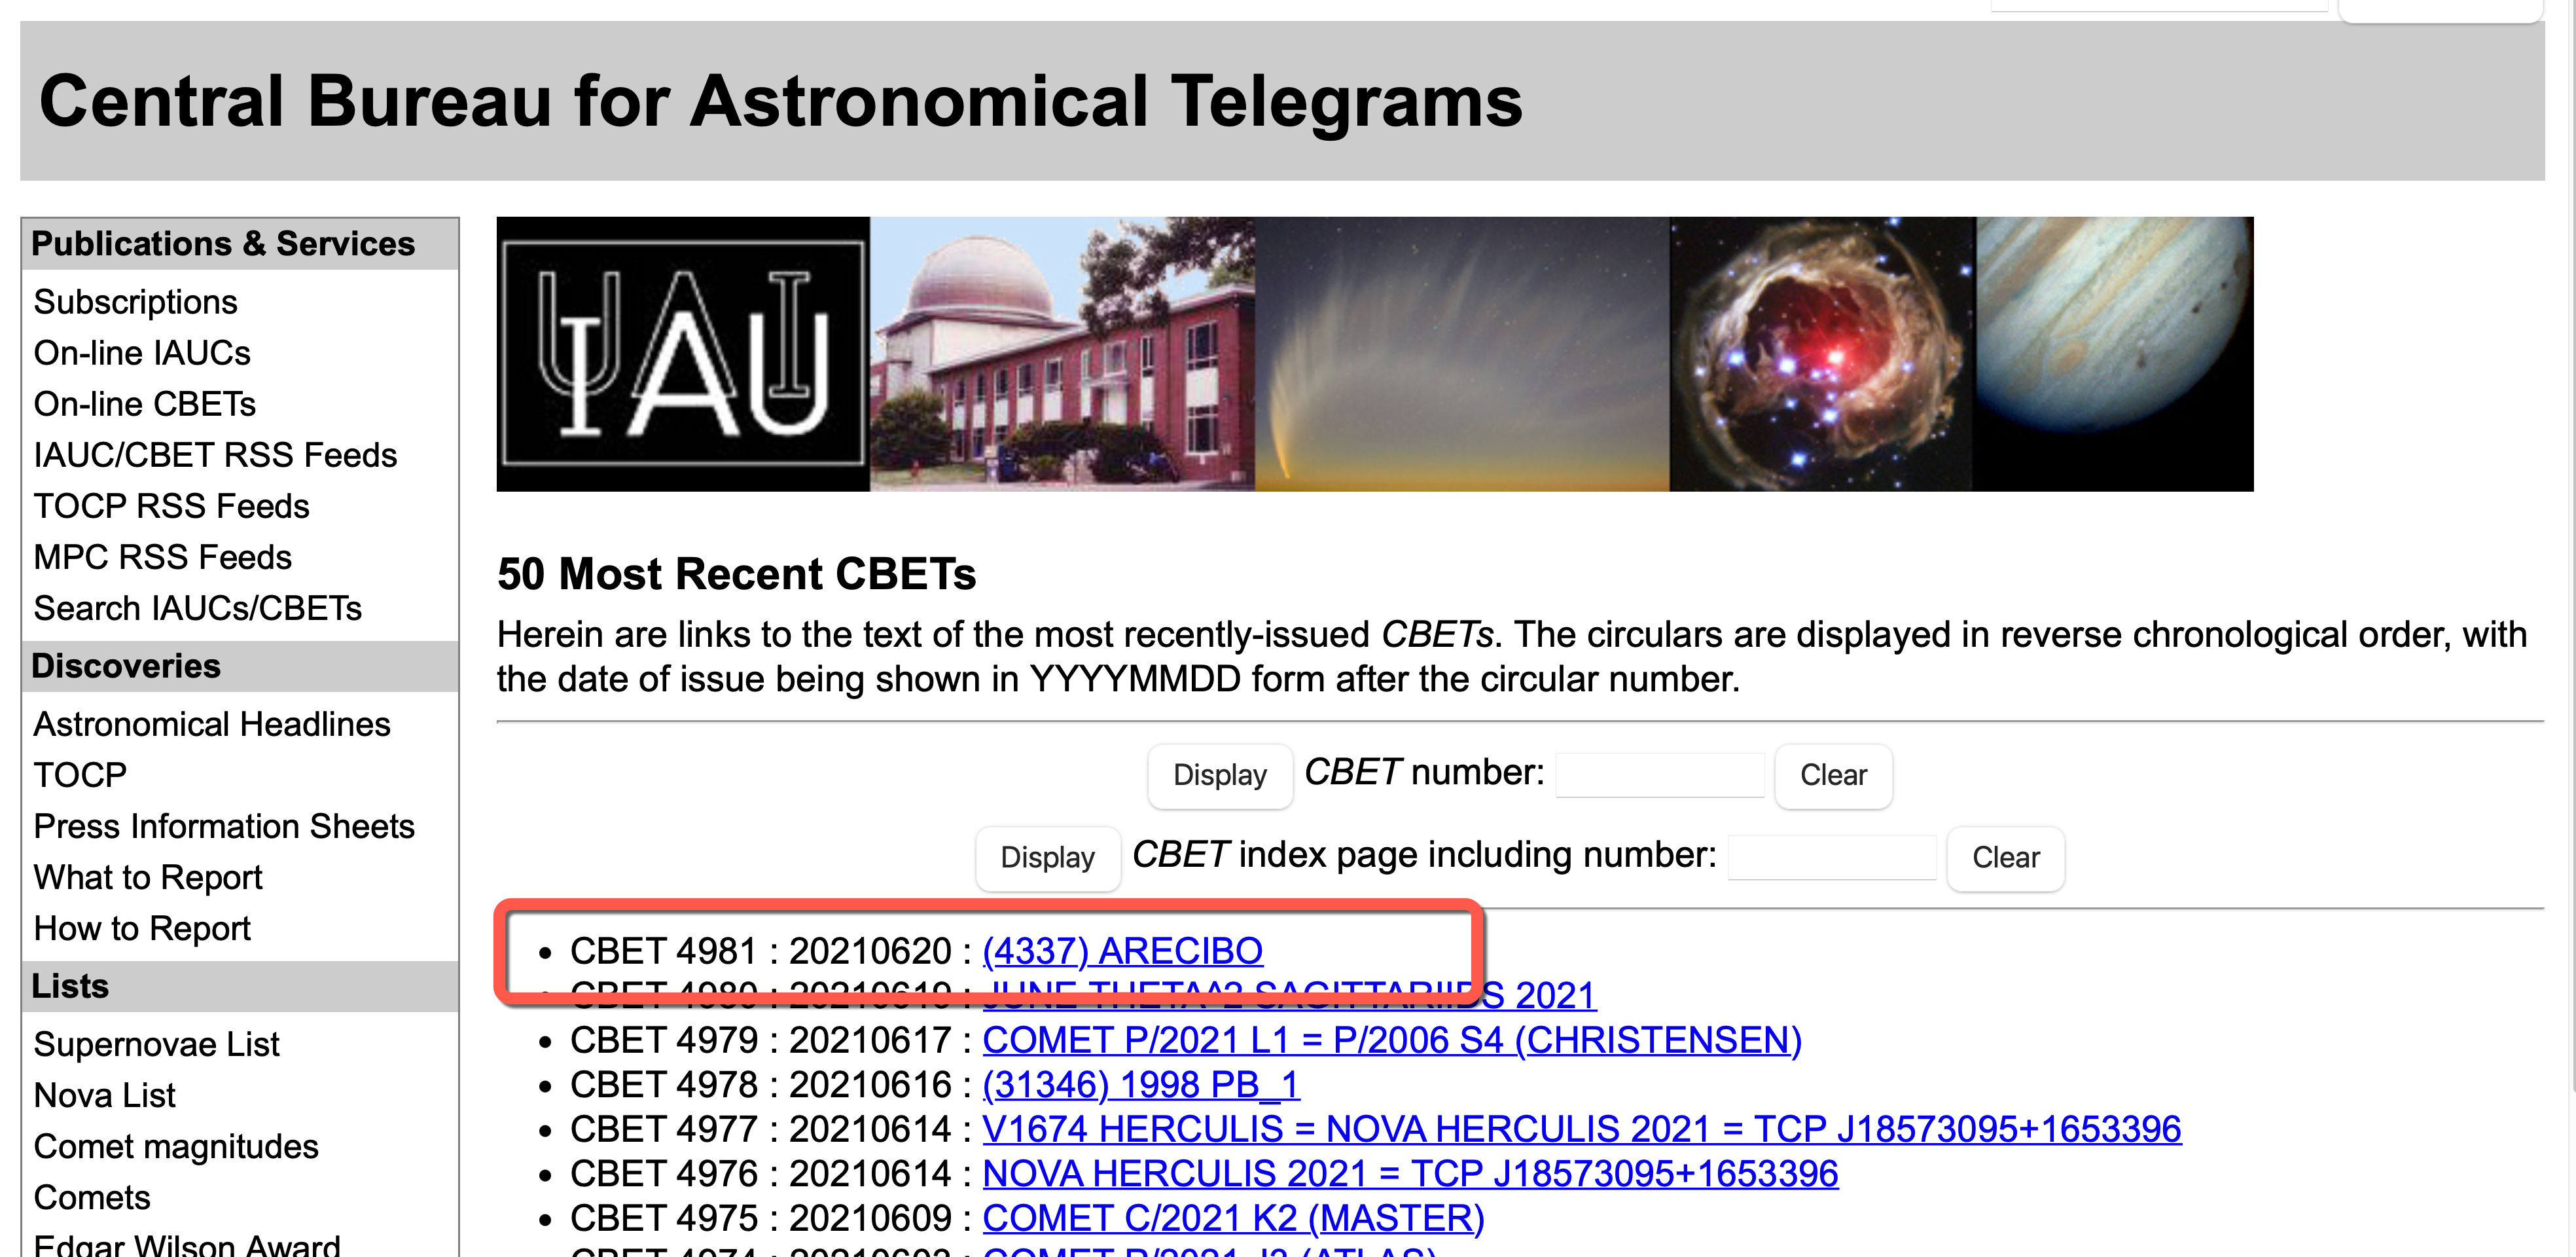 Central Bureau for Astronomical Telegrams
Publications & Services
Subscriptions
On-line IAUCs
On-line CBETs
IAUC/CBET RSS Feeds
TOCP RSS Feeds
MPC RSS Feeds
Search IAUCs/CBETs
Discoveries
Astronomical Headlines
TOCP
Press Information Sheets
What to Report
How to Report
Lists
Supernovae List
Nova List
Comet magnitudes
Comets
Edgar Wilson Award
UAI
IAU
50 Most Recent CBETs
Herein are links to the text of the most recently-issued CBETs. The circulars are displayed in reverse chronological order, with
the date of issue being shown in YYYYMMDD form after the circular number.
Display CBET number: Clear
Display CBET index page including number: Clear
• CBET 4981 : 20210620 : (4337) ARECIBO
• CBET 4980 : 20210619 : JUNE THETA^2 SAGITTARIIDS 2021
• CBET 4979 : 20210617 : COMET P/2021 L1 = P/2006 S4 (CHRISTENSEN)
• CBET 4978 : 20210616 : (31346) 1998 PB_1
• CBET 4977 : 20210614 : V1674 HERCULIS = NOVA HERCULIS 2021 = TCP J18573095+1653396
• CBET 4976 : 20210614 : NOVA HERCULIS 2021 = TCP J18573095+1653396
• CBET 4975 : 20210609 : COMET C/2021 K2 (MASTER)
CBET 4974 : 20210603 : COMET (ATLAS)